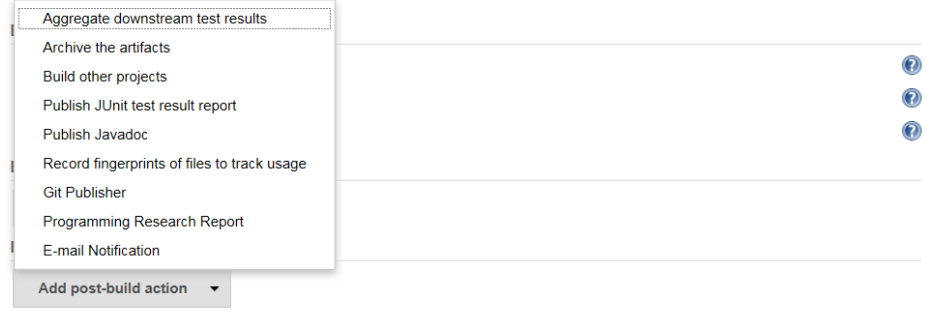 Aggregate downstream test results
Archive the artifacts
Build other projects
Publish JUnit test result report
Publish Javadoc
Record fingerprints of files to track usage
Git Publisher
Programming Research Report
E-mail Notification
Add post-build action